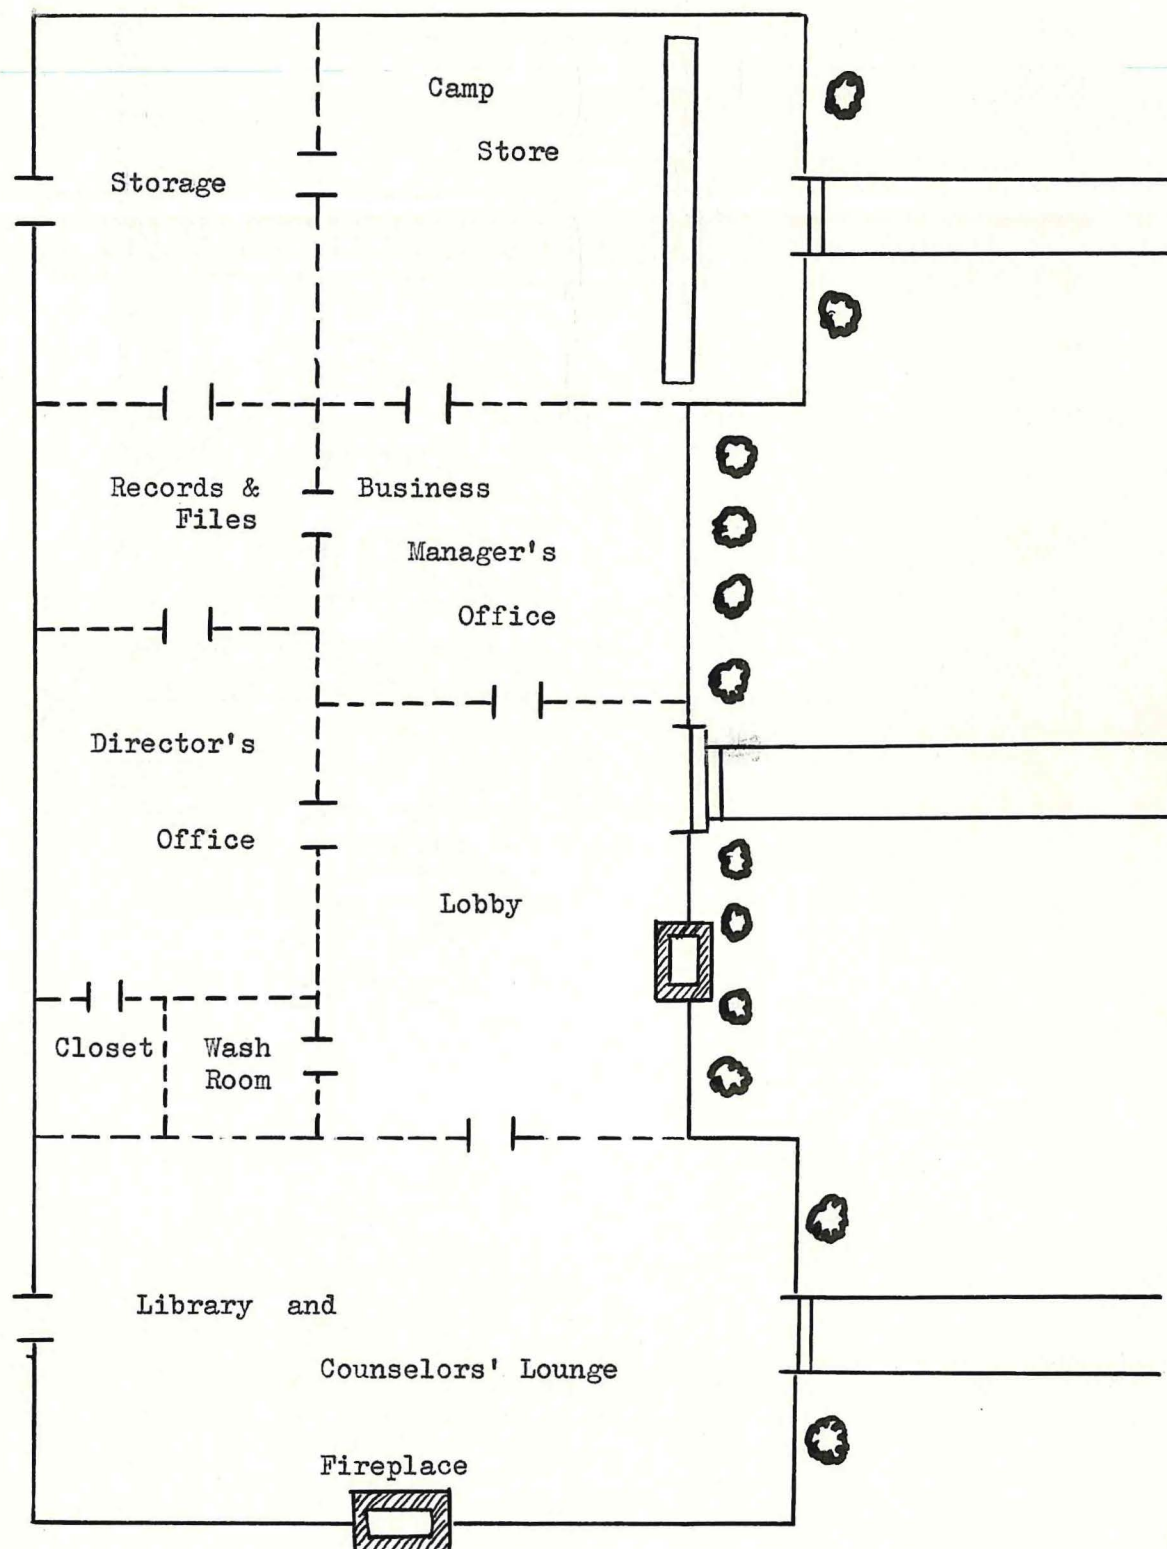 Camp
Store
Storage
Records &
Files
Business
Manager's
Office
Director's
Office
Lobby
Closet
Wash
Room
Library and
Counselors' Lounge
Fireplace